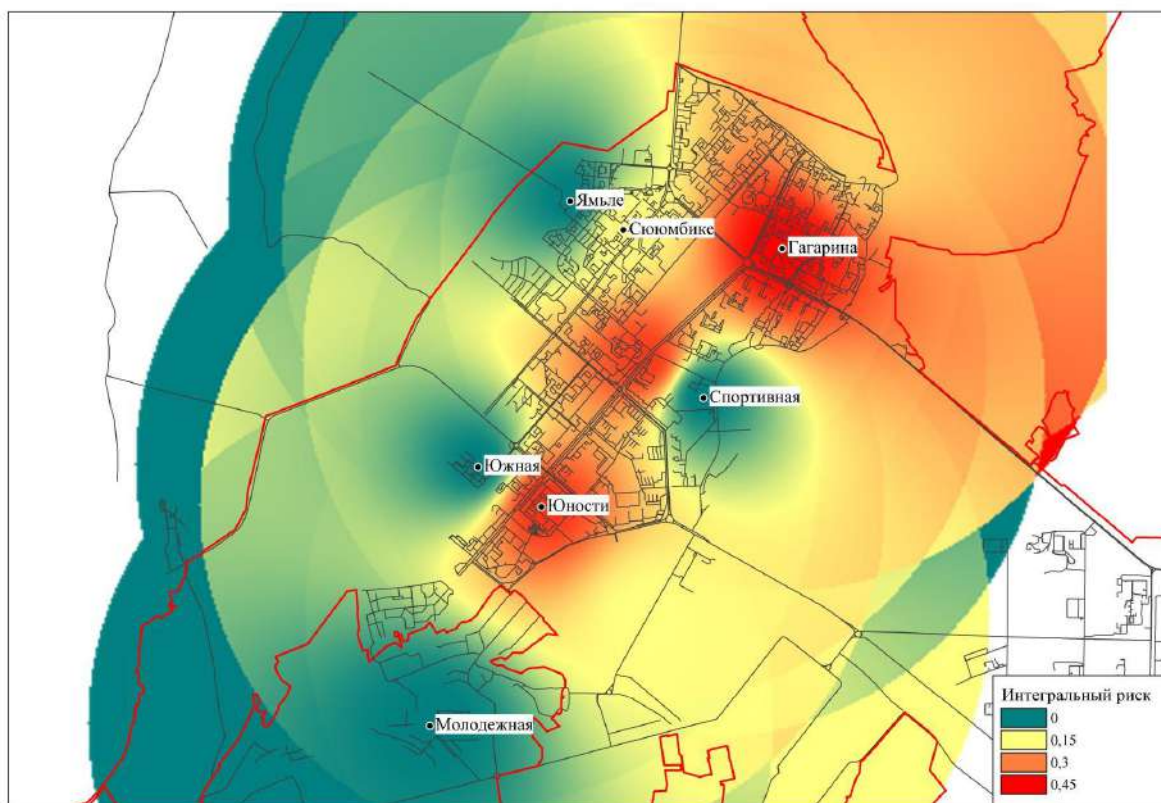 Ямьле
Сююмбике
Гагарина
Спортивная
Южная
Юности
Молодежная
Интегральный риск
0
0,15
0,3
0,45